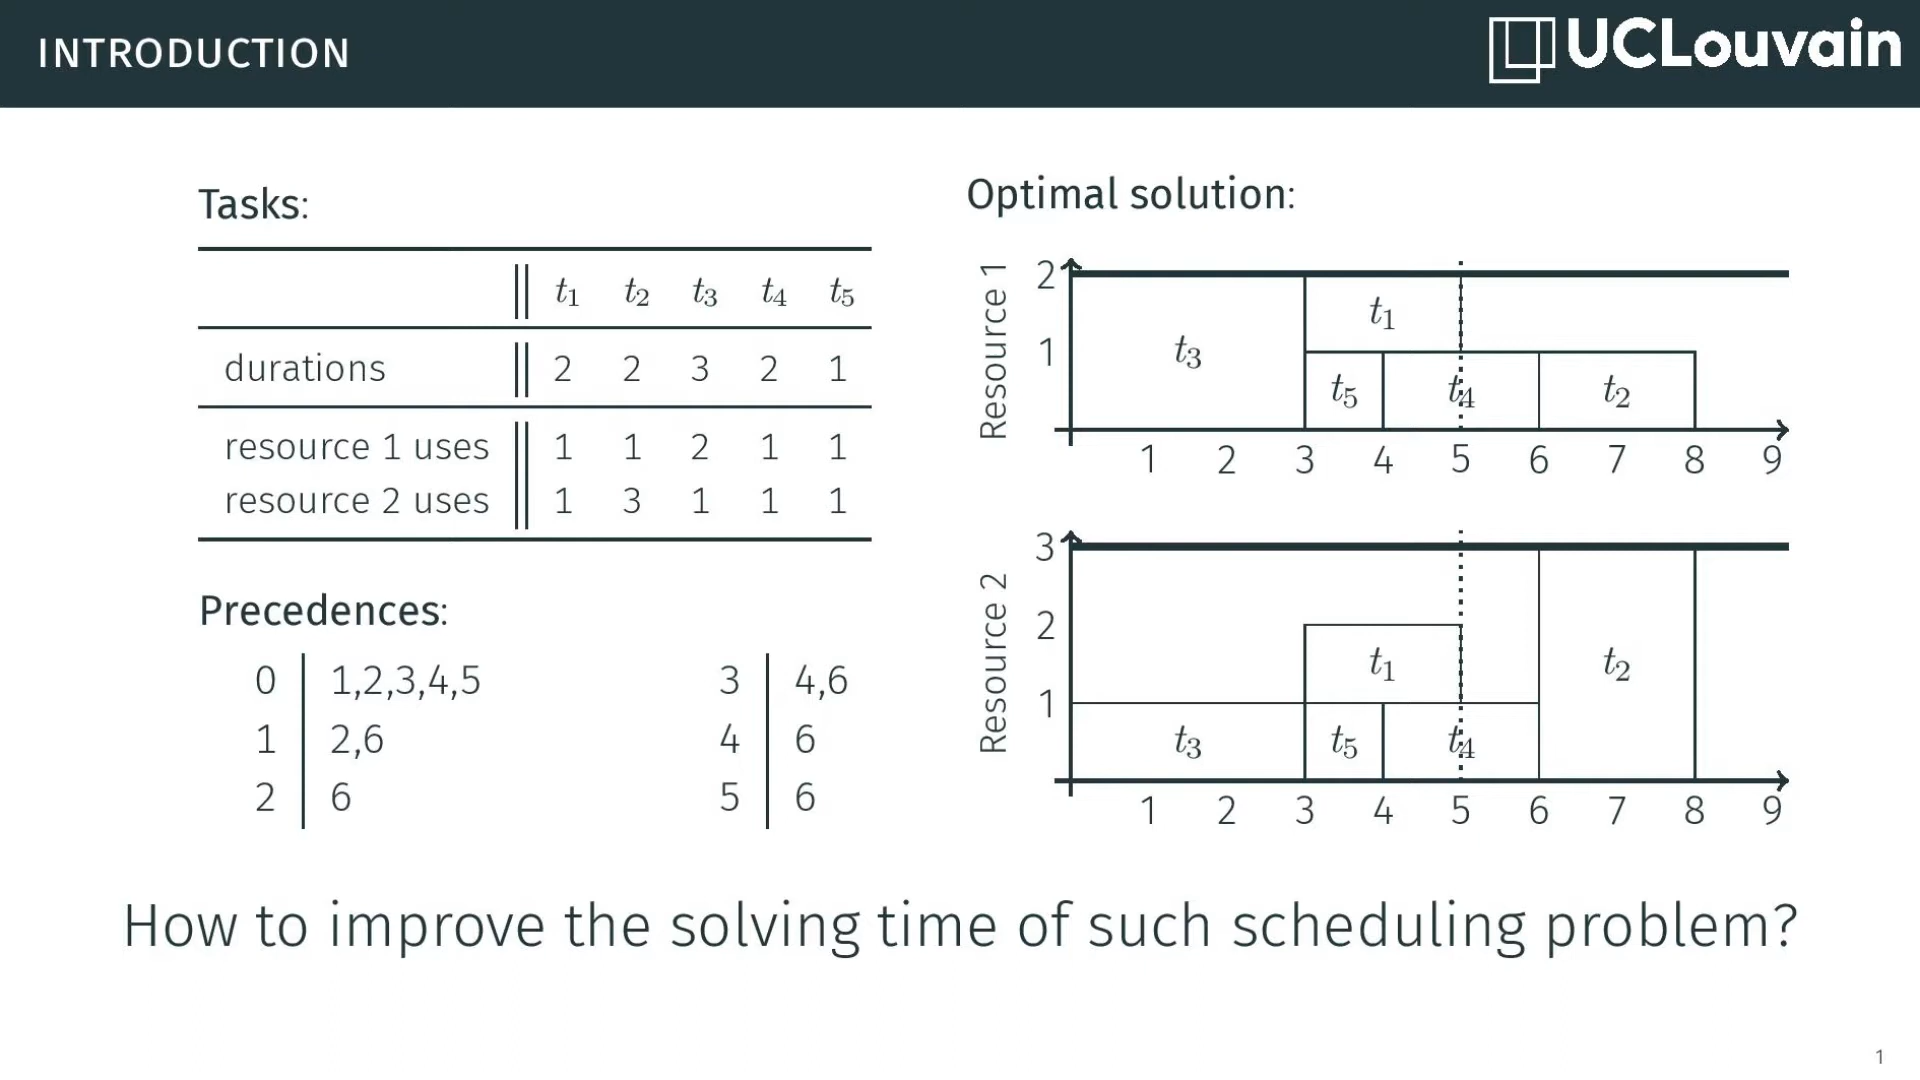 INTRODUCTION
UCLouvain
Tasks:
t1 t2 t3 t4 t5
durations 2 2 3 2 1
resource 1 uses 1 1 2 1 1
resource 2 uses 1 3 1 1 1
Precedences:
0 1,2,3,4,5
1 2,6
2 6
3 4,6
4 6
5 6
Optimal solution:
Resource 1
2
1
t3
t1
t5
t4
t2
1 2 3 4 5 6 7 8 9
Resource 2
3
2
1
t1
t2
t3
t5
t4
1 2 3 4 5 6 7 8 9
How to improve the solving time of such scheduling problem?
1